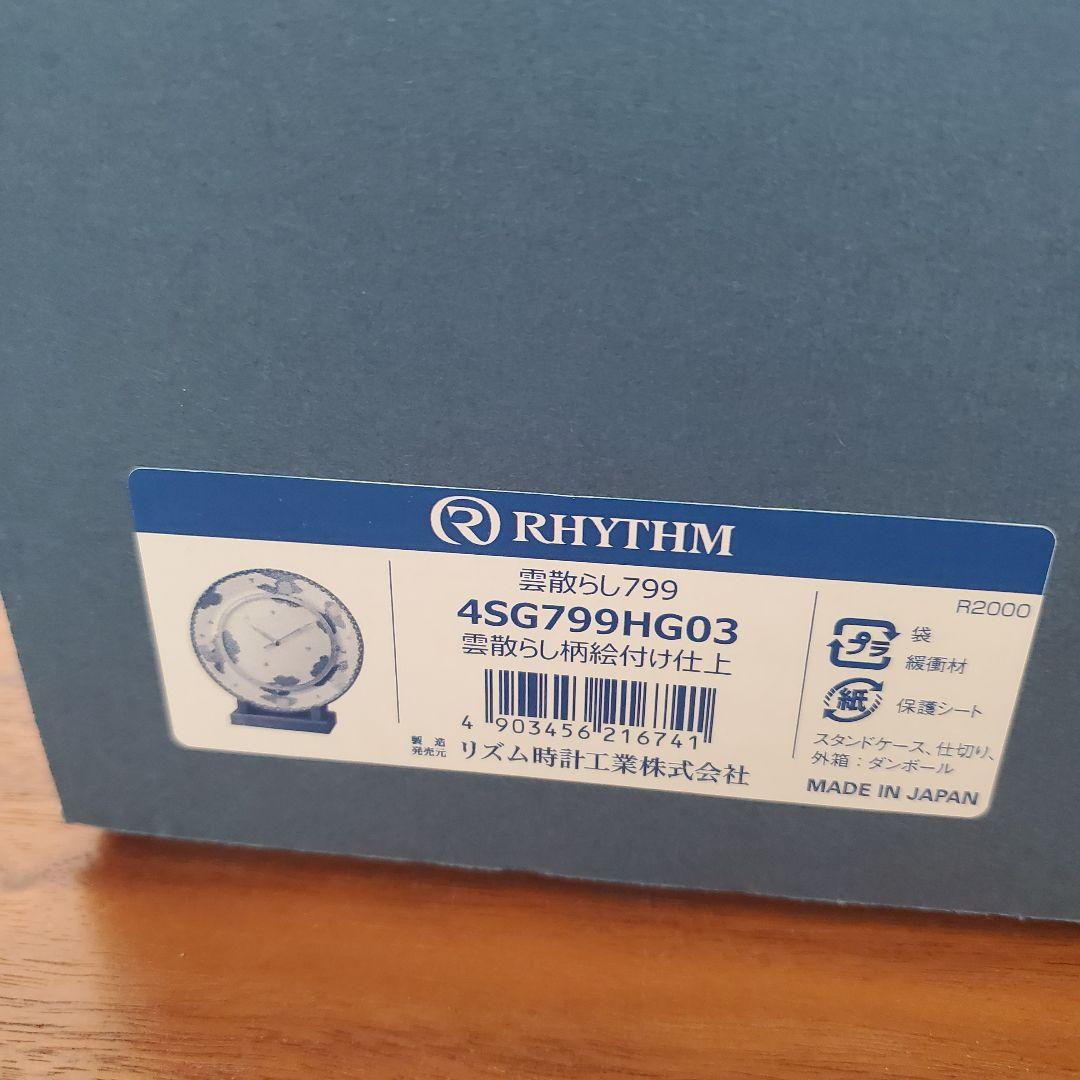 RHYTHM
雲散らし799
R2000
4SG799HG03
雲散らし柄絵付け仕上
4 903456 216741
製造
発売元
リズム時計工業株式会社
プラ
袋
緩衝材
紙
保護シート
スタンドケース、仕切り、
外箱：ダンボール
MADE IN JAPAN